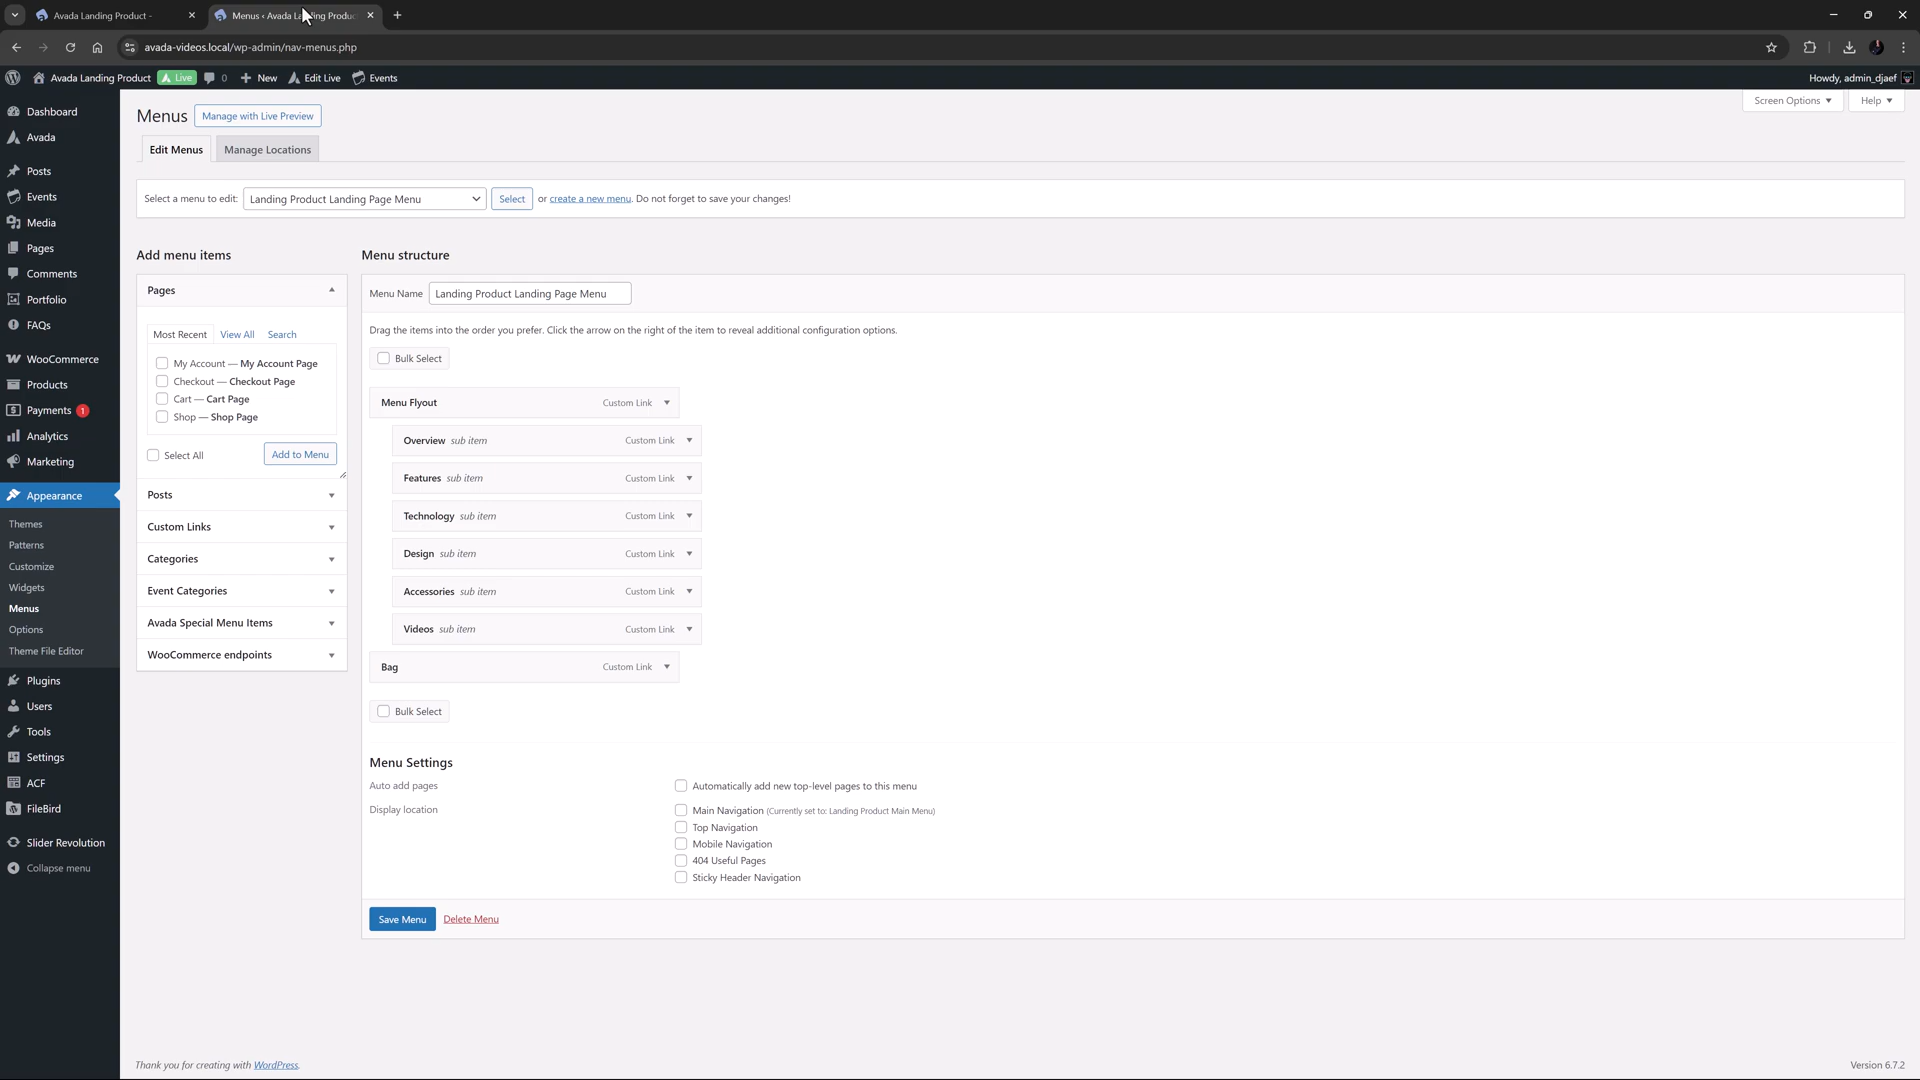 Avada Landing Product -
Menus ‹ Avada Landing Produc
avada-videos.local/wp-admin/nav-menus.php
Avada Landing Product
Live
0
New
Edit Live
Events
Howdy, admin_djaef
Dashboard
Avada
Posts
Events
Media
Pages
Comments
Portfolio
FAQs
WooCommerce
Products
Payments 1
Analytics
Marketing
Appearance
Themes
Patterns
Customize
Widgets
Menus
Options
Theme File Editor
Plugins
Users
Tools
Settings
ACF
FileBird
Slider Revolution
Collapse menu
Screen Options
Help
Menus
Manage with Live Preview
Edit Menus
Manage Locations
Select a menu to edit: Landing Product Landing Page Menu Select or create a new menu. Do not forget to save your changes!
Add menu items
Pages
Most Recent
View All
Search
My Account — My Account Page
Checkout — Checkout Page
Cart — Cart Page
Shop — Shop Page
Select All
Add to Menu
Posts
Custom Links
Categories
Event Categories
Avada Special Menu Items
WooCommerce endpoints
Menu structure
Menu Name Landing Product Landing Page Menu
Drag the items into the order you prefer. Click the arrow on the right of the item to reveal additional configuration options.
Bulk Select
Menu Flyout Custom Link
Overview sub item Custom Link
Features sub item Custom Link
Technology sub item Custom Link
Design sub item Custom Link
Accessories sub item Custom Link
Videos sub item Custom Link
Bag Custom Link
Bulk Select
Menu Settings
Auto add pages
Automatically add new top-level pages to this menu
Display location
Main Navigation (Currently set to: Landing Product Main Menu)
Top Navigation
Mobile Navigation
404 Useful Pages
Sticky Header Navigation
Save Menu
Delete Menu
Thank you for creating with WordPress.
Version 6.7.2